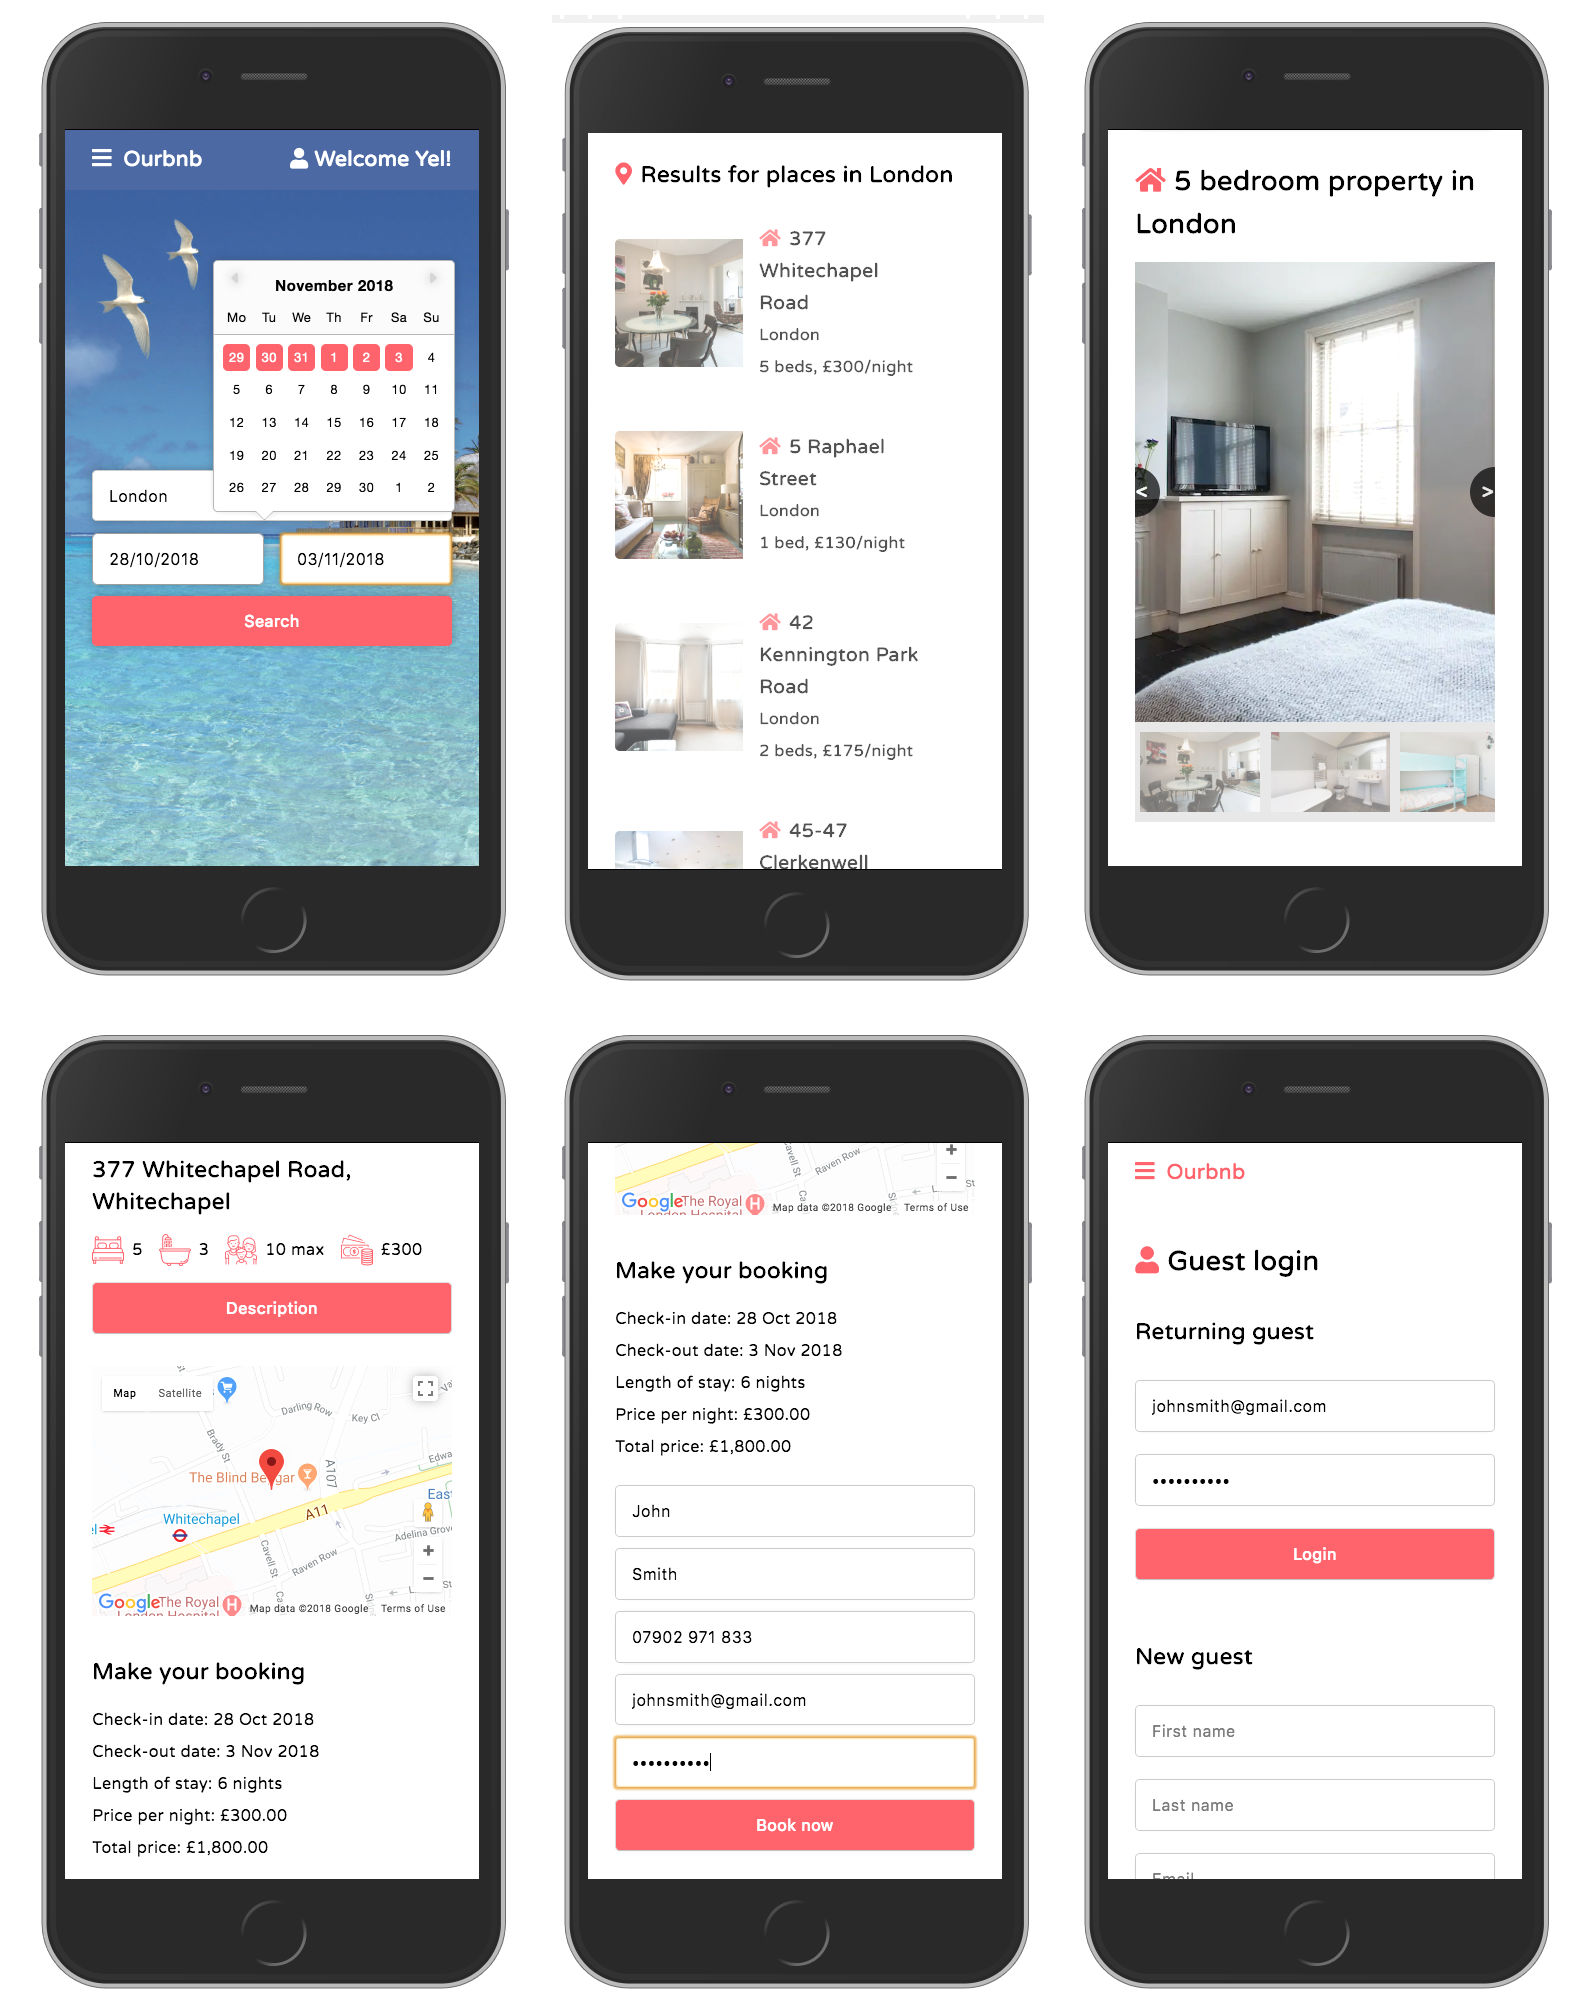 Ourbnb
Welcome Yel!
November 2018
Mo Tu We Th Fr Sa Su
29 30 31 1 2 3 4
5 6 7 8 9 10 11
12 13 14 15 16 17 18
19 20 21 22 23 24 25
26 27 28 29 30 1 2
London
28/10/2018
03/11/2018
Search
Results for places in London
377
Whitechapel
Road
London
5 beds, £300/night
5 Raphael
Street
London
1 bed, £130/night
42
Kennington Park
Road
London
2 beds, £175/night
45-47
Clerkenwell
5 bedroom property in
London
<
>
377 Whitechapel Road,
Whitechapel
5
3
10 max
£300
Description
Map
Satellite
Darling Row
Key Cl
Brady St
A107
The Blind Beggar
Whitechapel
A11
Adelina Grove
Cavell St
Raven Row
Google
The Royal
London Hospital
H
Map data ©2018 Google
Terms of Use
Make your booking
Check-in date: 28 Oct 2018
Check-out date: 3 Nov 2018
Length of stay: 6 nights
Price per night: £300.00
Total price: £1,800.00
Cavell St
Raven Row
Google
The Royal
London Hospital
H
Map data ©2018 Google
Terms of Use
Make your booking
Check-in date: 28 Oct 2018
Check-out date: 3 Nov 2018
Length of stay: 6 nights
Price per night: £300.00
Total price: £1,800.00
John
Smith
07902 971 833
johnsmith@gmail.com
••••••••••
Book now
Ourbnb
Guest login
Returning guest
johnsmith@gmail.com
••••••••••
Login
New guest
First name
Last name
Email